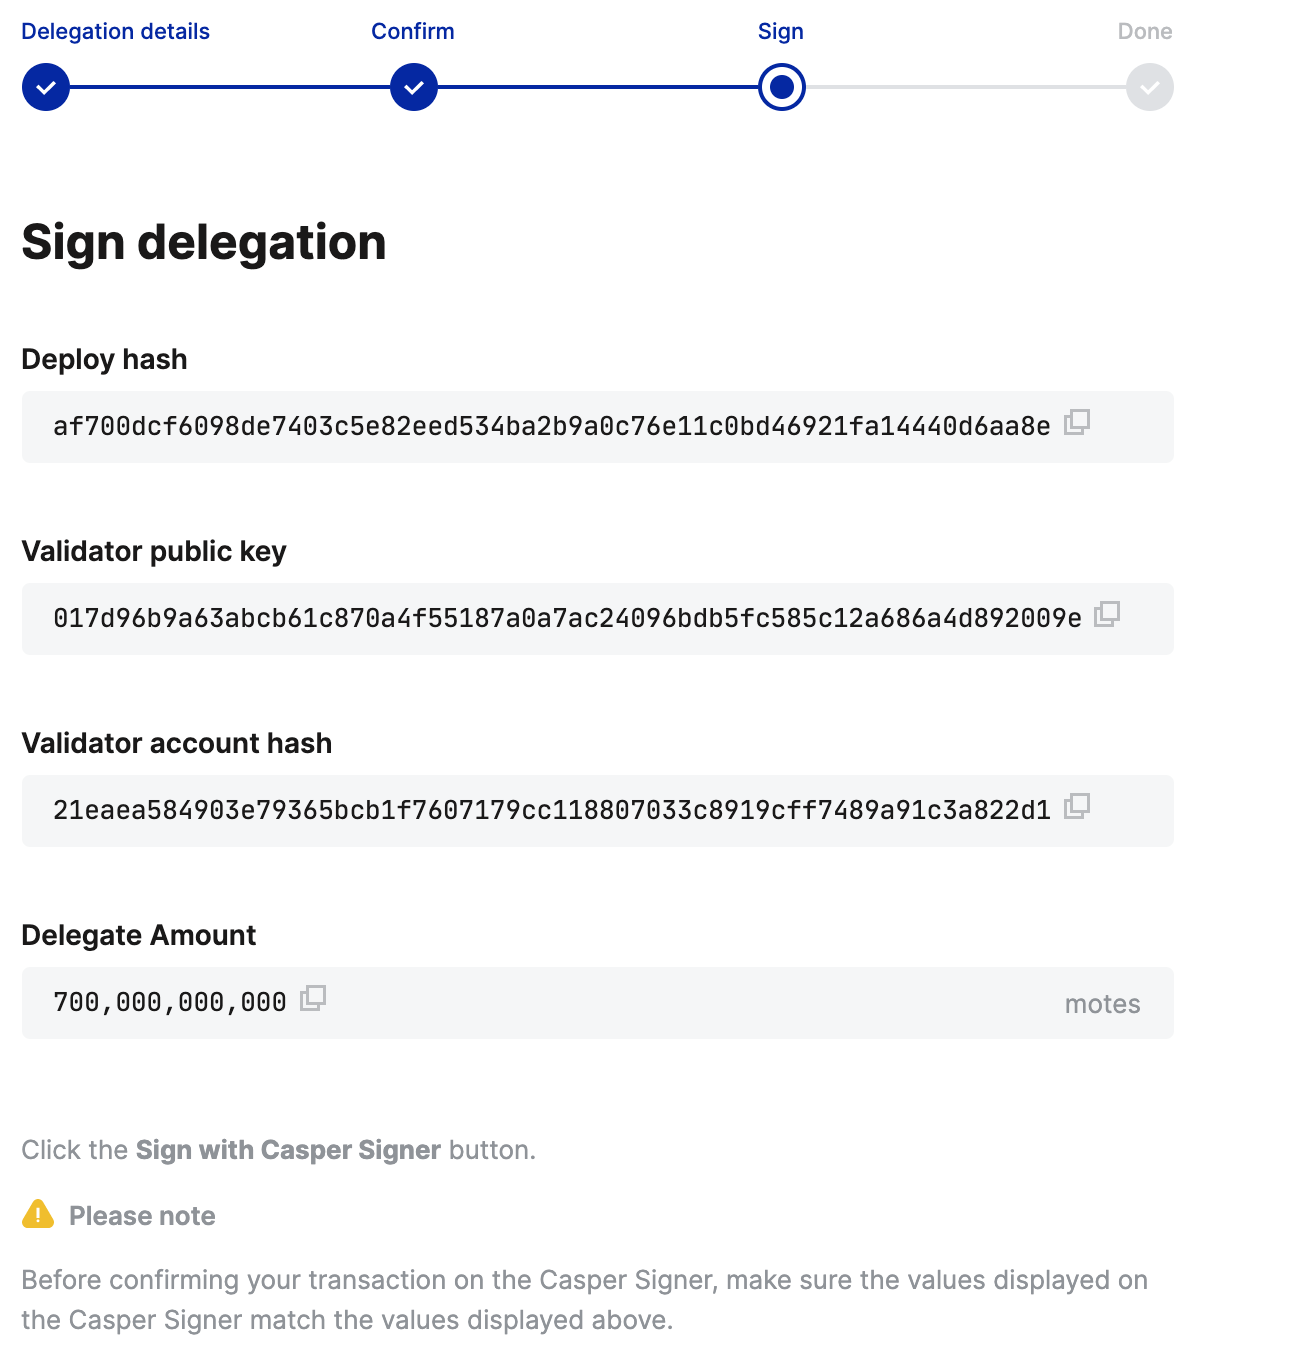 Delegation details
Confirm
Sign
Done
Sign delegation
Deploy hash
af700dcf6098de7403c5e82eed534ba2b9a0c76e11c0bd46921fa14440d6aa8e
Validator public key
017d96b9a63abcb61c870a4f55187a0a7ac24096bdb5fc585c12a686a4d892009e
Validator account hash
21eaea584903e79365bcb1f7607179cc118807033c8919cff7489a91c3a822d1
Delegate Amount
700,000,000,000
motes
Click the Sign with Casper Signer button.
Please note
Before confirming your transaction on the Casper Signer, make sure the values displayed on
the Casper Signer match the values displayed above.